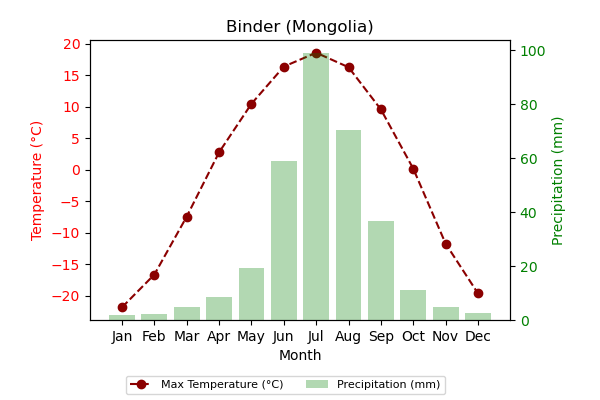 Binder (Mongolia)
20
15
10
5
0
−5
−10
−15
−20
Temperature (°C)
100
80
60
40
20
0
Precipitation (mm)
Jan Feb Mar Apr May Jun Jul Aug Sep Oct Nov Dec
Month
Max Temperature (°C) Precipitation (mm)